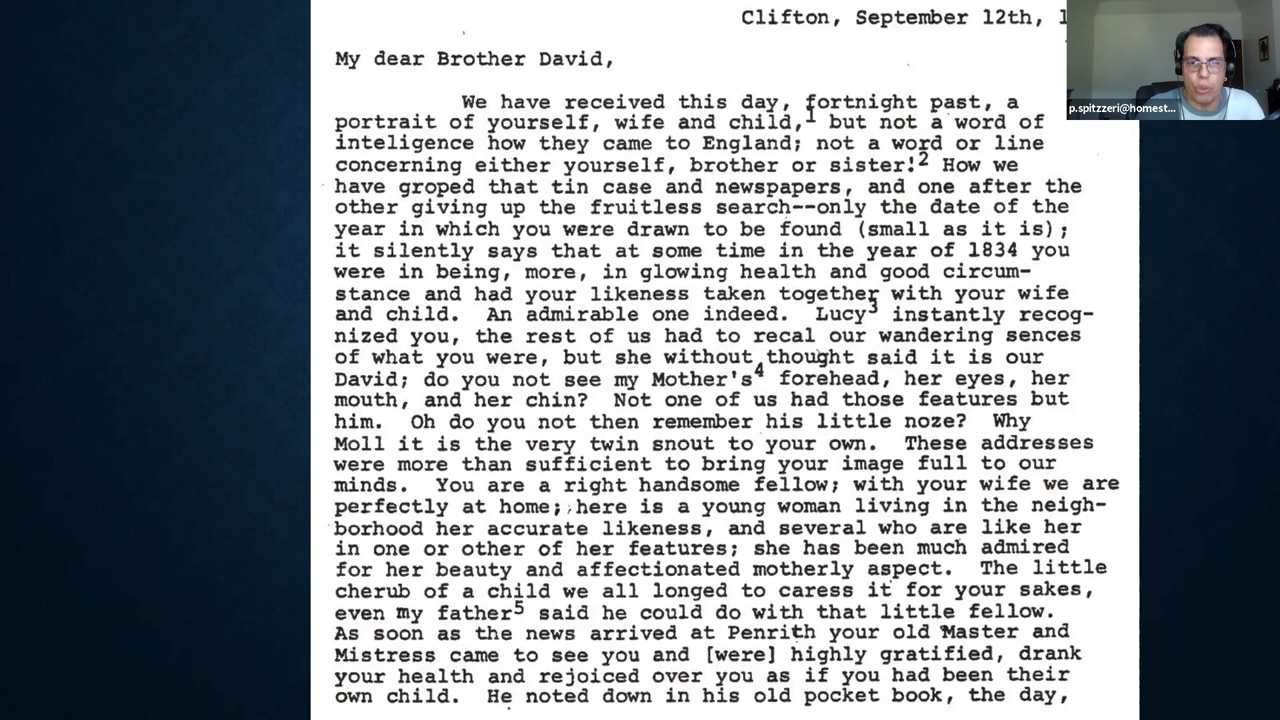 Clifton, September 12th, 1
My dear Brother David,
We have received this day, fortnight past, a
portrait of yourself, wife and child,1 but not a word of
inteligence how they came to England; not a word or line
concerning either yourself, brother or sister!2 How we
have groped that tin case and newspapers, and one after the
other giving up the fruitless search--only the date of the
year in which you were drawn to be found (small as it is);
it silently says that at some time in the year of 1834 you
were in being, more, in glowing health and good circum-
stance and had your likeness taken together with your wife
and child. An admirable one indeed. Lucy3 instantly recog-
nized you, the rest of us had to recal our wandering sences
of what you were, but she without thought said it is our
David; do you not see my Mother's4 forehead, her eyes, her
mouth, and her chin? Not one of us had those features but
him. Oh do you not then remember his little noze? Why
Moll it is the very twin snout to your own. These addresses
were more than sufficient to bring your image full to our
minds. You are a right handsome fellow; with your wife we are
perfectly at home; here is a young woman living in the neigh-
borhood her accurate likeness, and several who are like her
in one or other of her features; she has been much admired
for her beauty and affectionated motherly aspect. The little
cherub of a child we all longed to caress it for your sakes,
even my father5 said he could do with that little fellow.
As soon as the news arrived at Penrith your old Master and
Mistress came to see you and [were] highly gratified, drank
your health and rejoiced over you as if you had been their
own child. He noted down in his old pocket book, the day,
p.spitzzeri@homest...